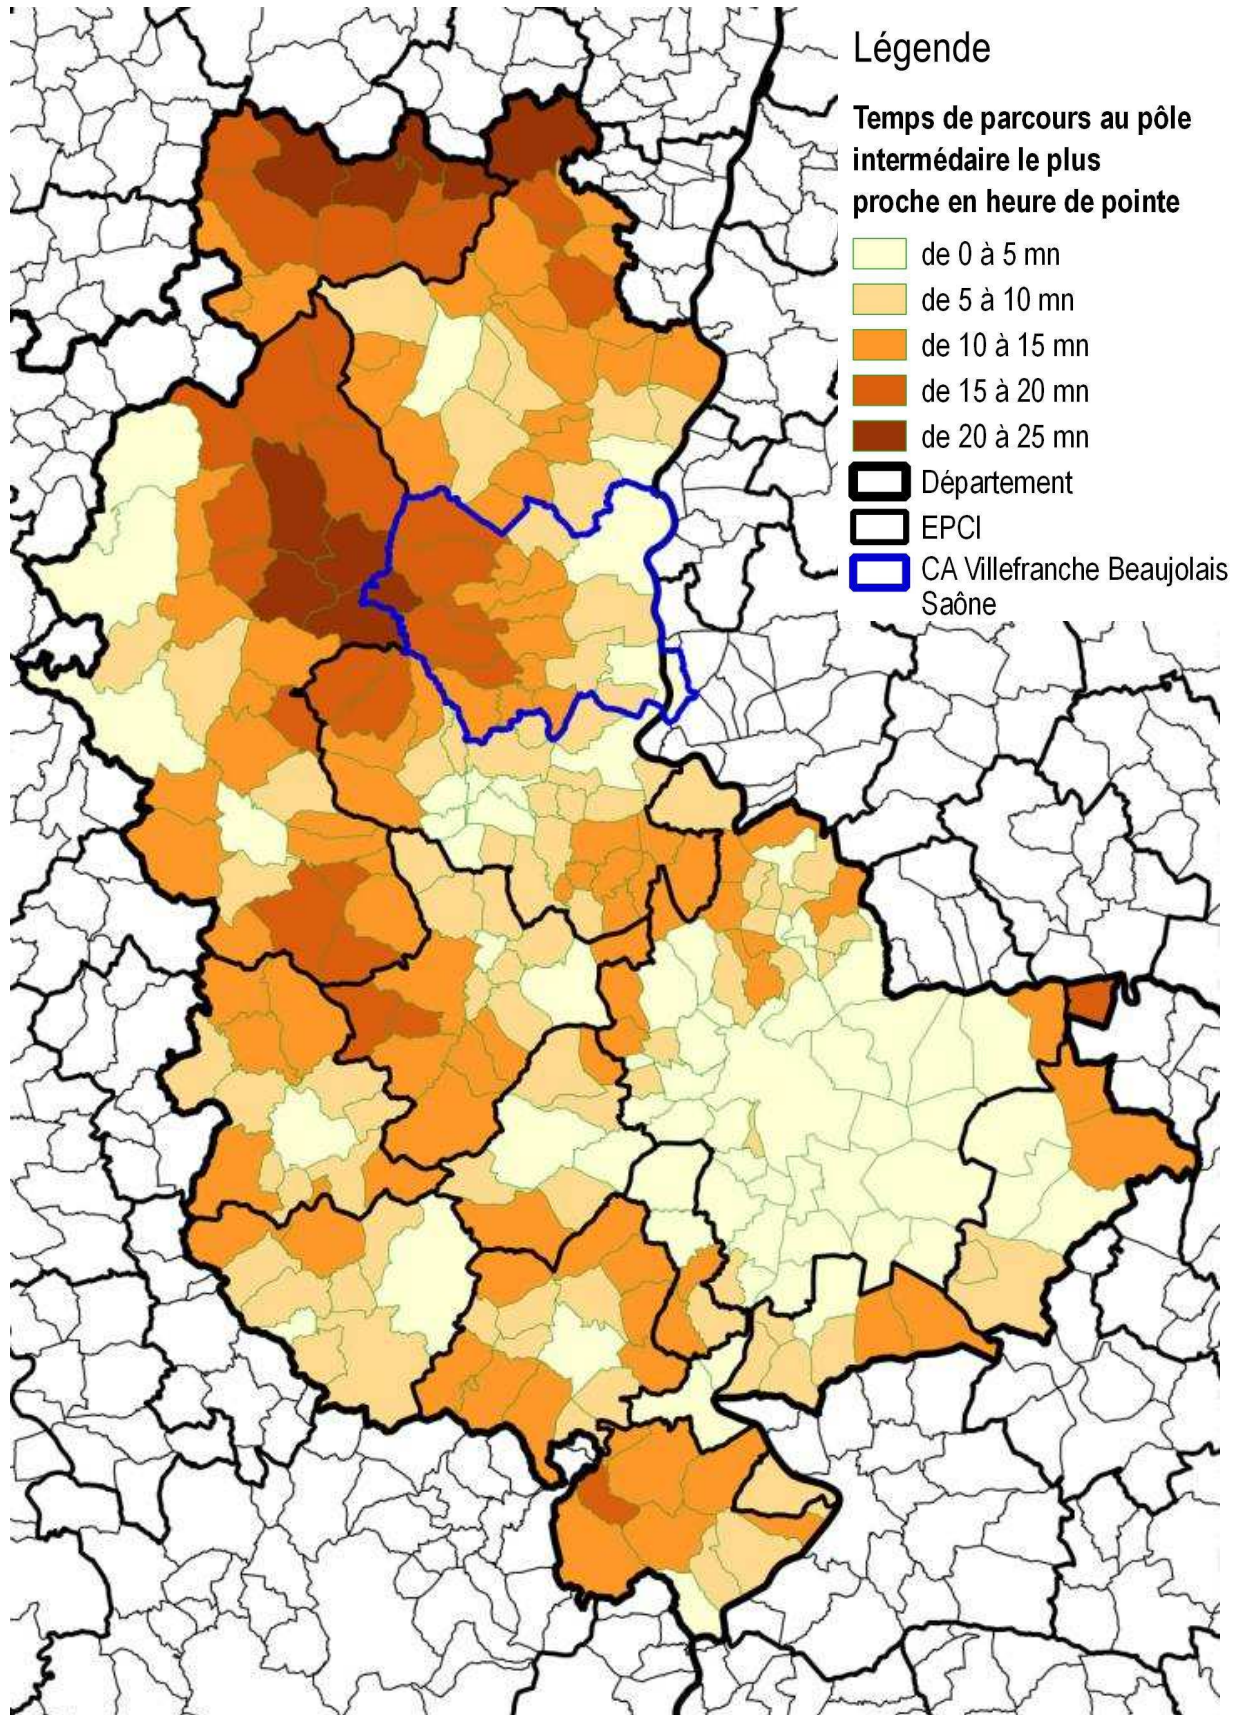 Légende
Temps de parcours au pôle
intermédaire le plus
proche en heure de pointe
de 0 à 5 mn
de 5 à 10 mn
de 10 à 15 mn
de 15 à 20 mn
de 20 à 25 mn
Département
EPCI
CA Villefranche Beaujolais
Saône